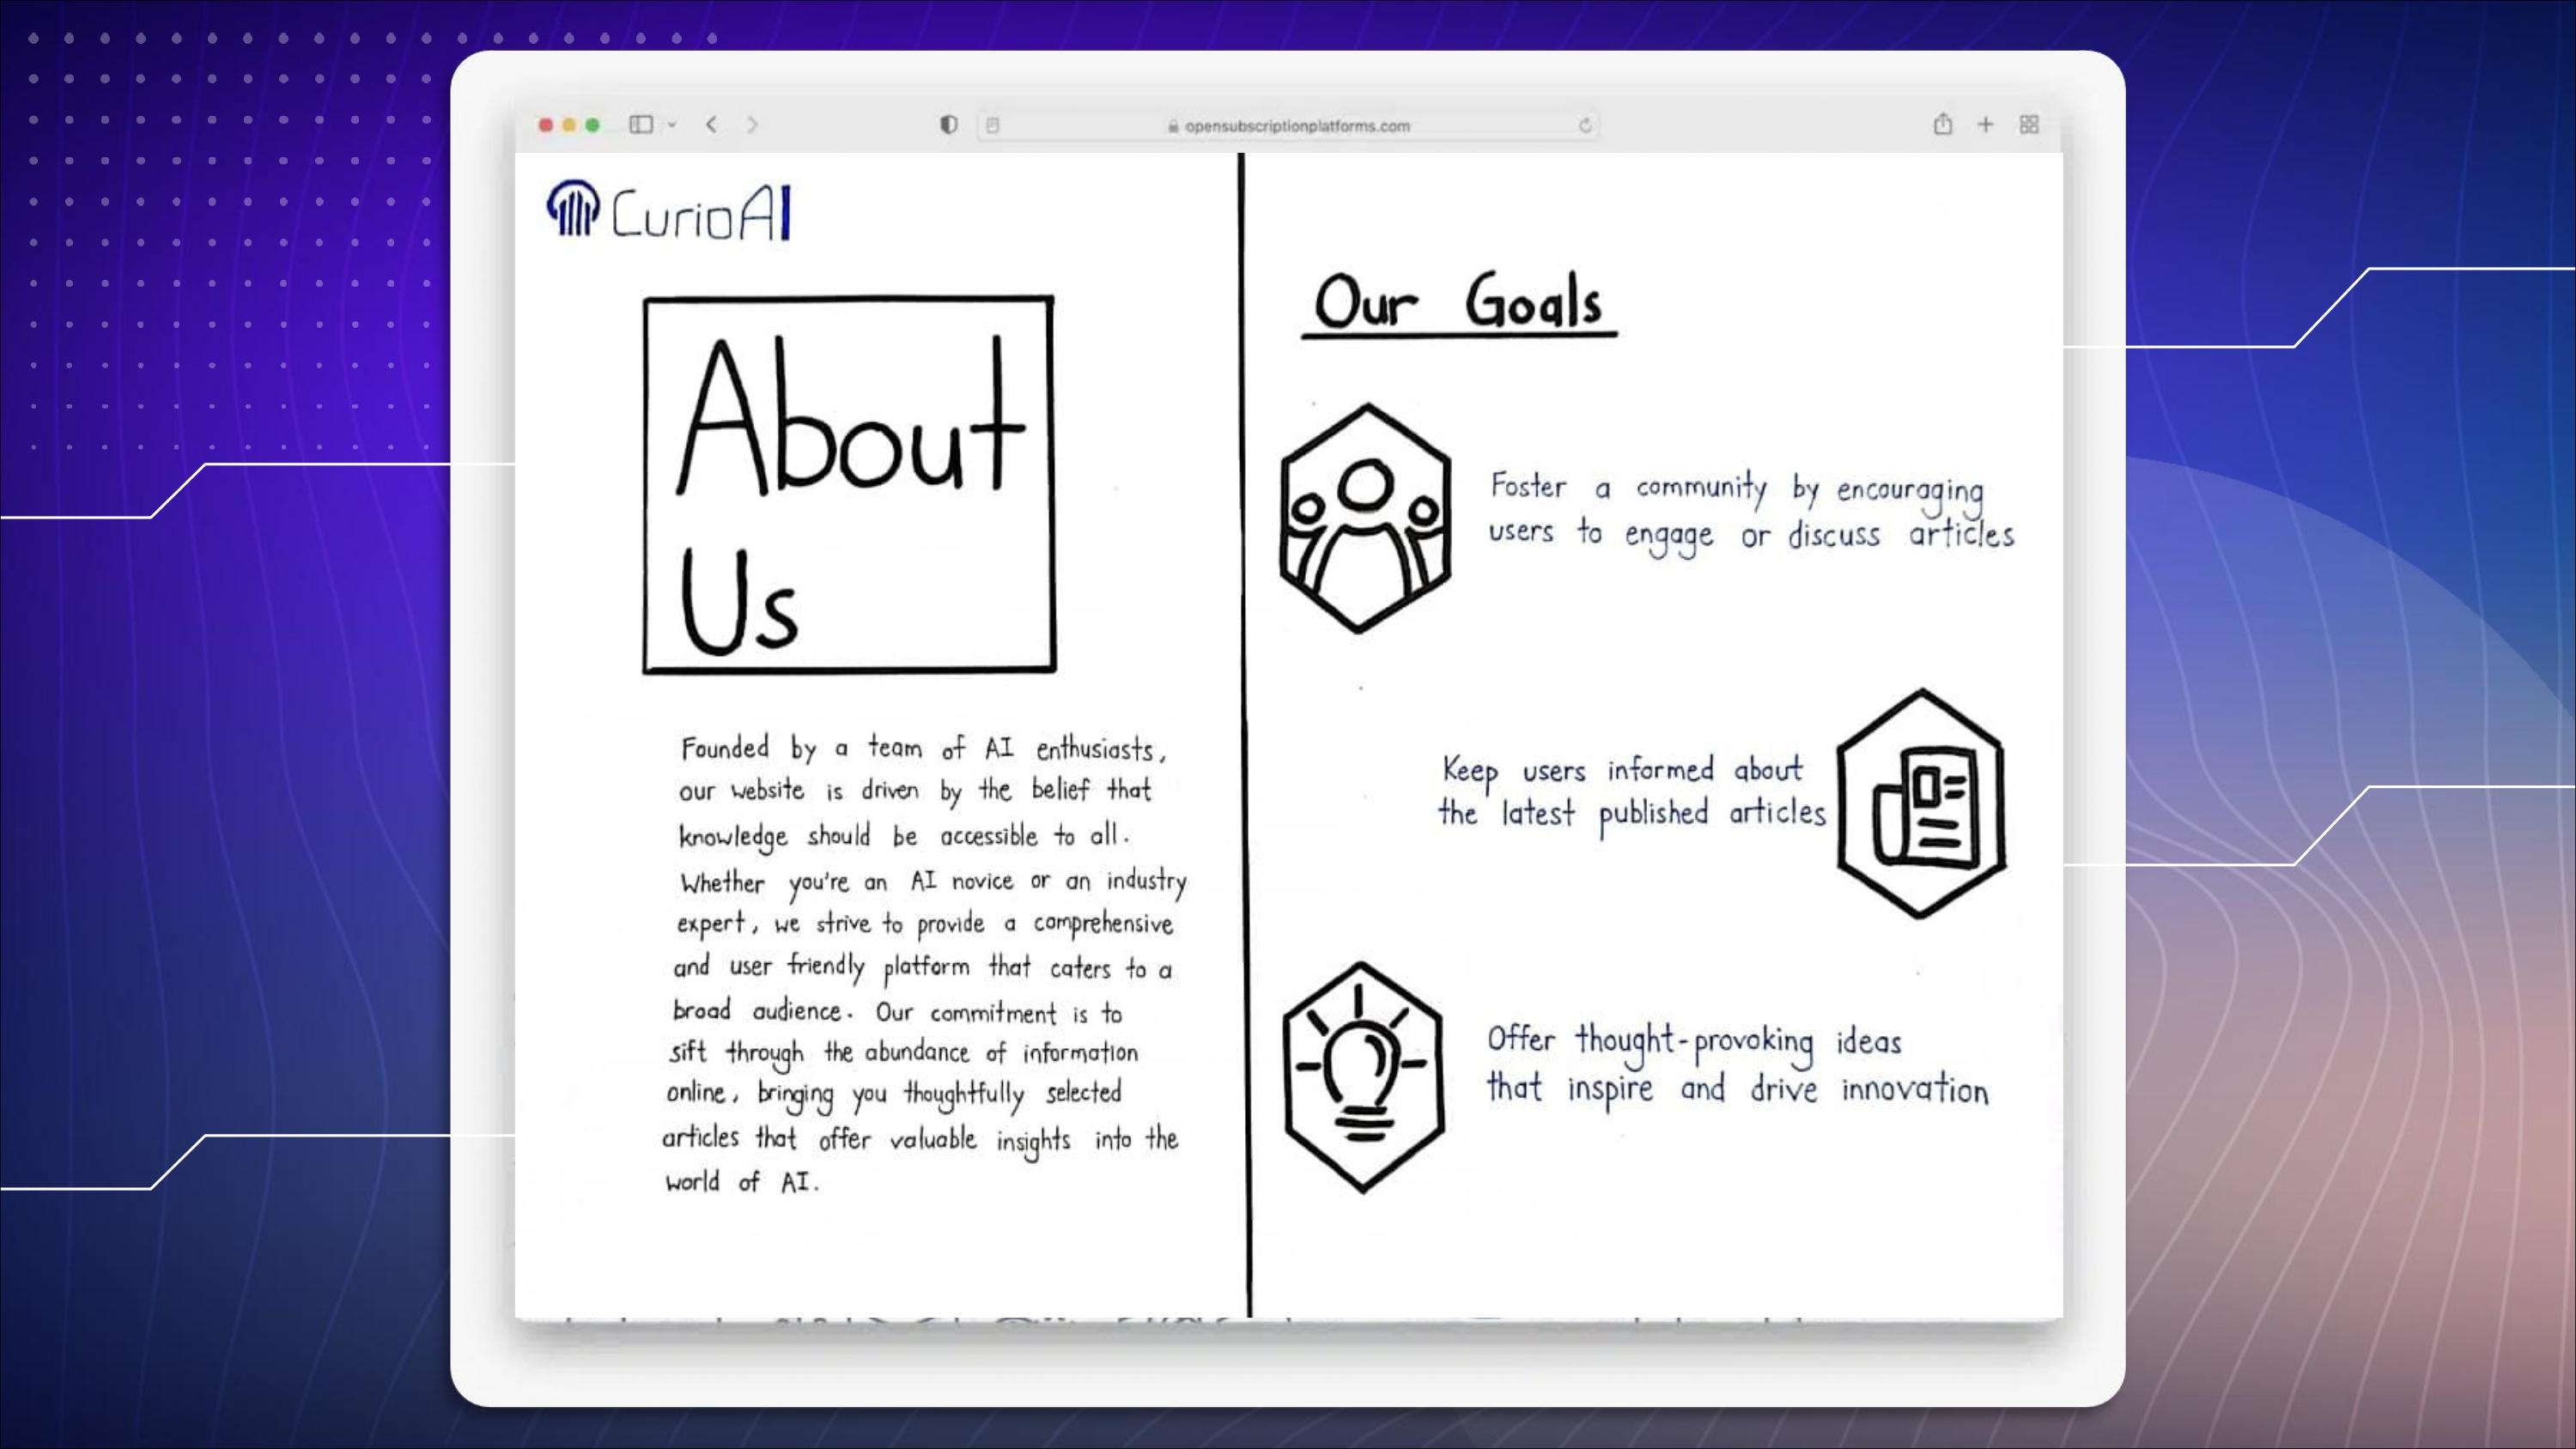 opensubscriptionplatforms.com
CurioAI
About
Us
Founded by a team of AI enthusiasts,
our website is driven by the belief that
knowledge should be accessible to all.
Whether you're an AI novice or an industry
expert, we strive to provide a comprehensive
and user friendly platform that caters to a
broad audience. Our commitment is to
sift through the abundance of information
online, bringing you thoughtfully selected
articles that offer valuable insights into the
world of AI.
Our Goals
Foster a community by encouraging
users to engage or discuss articles
Keep users informed about
the latest published articles
Offer thought-provoking ideas
that inspire and drive innovation